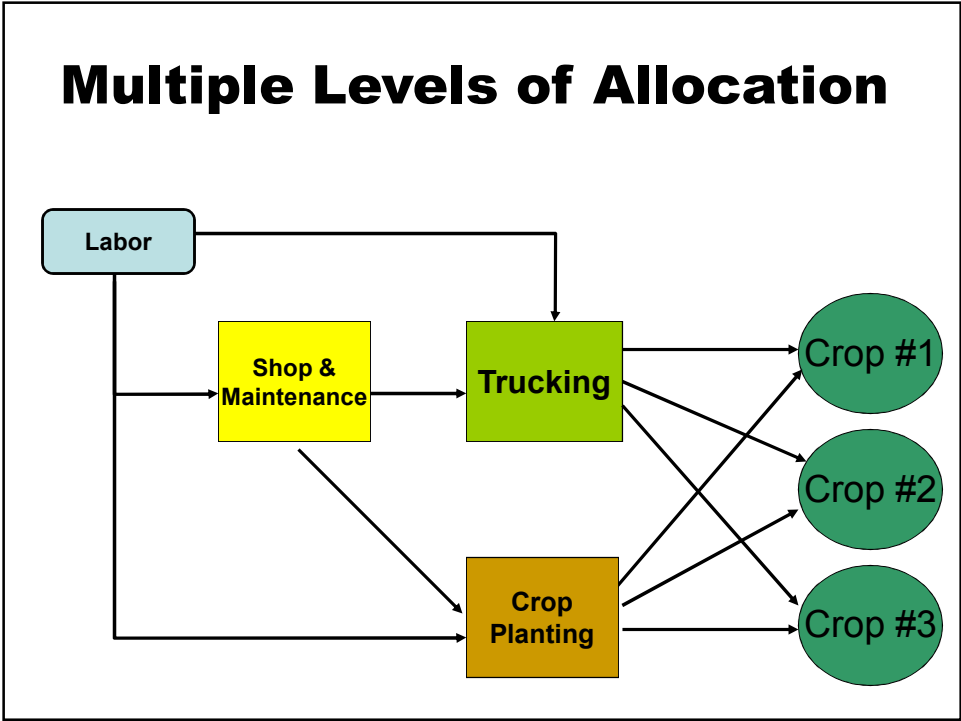 Multiple Levels of Allocation
Labor
Shop &
Maintenance
Trucking
Crop
Planting
Crop #1
Crop #2
Crop #3